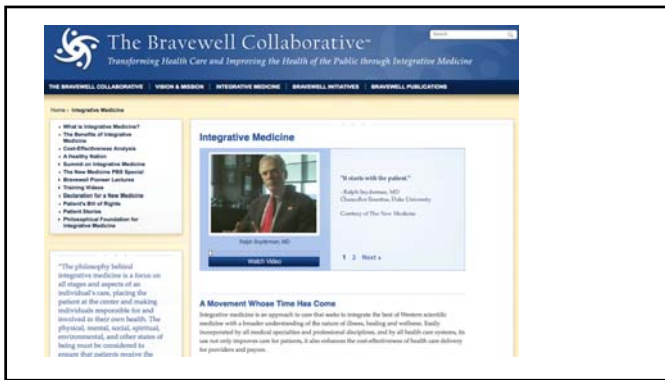 The Bravewell Collaborative℠
Transforming Health Care and Improving the Health of the Public through Integrative Medicine
Search
THE BRAVEWELL COLLABORATIVE | VISION & MISSION | INTEGRATIVE MEDICINE | BRAVEWELL INITIATIVES | BRAVEWELL PUBLICATIONS
Home › Integrative Medicine
What is Integrative Medicine?
The Benefits of Integrative
Medicine
Cost-Effectiveness Analysis
A Healthy Nation
Summit on Integrative Medicine
The New Medicine PBS Special
Bravewell Pioneer Lectures
Training Videos
Declaration for a New Medicine
Patient's Bill of Rights
Patient Stories
Philosophical Foundation for
Integrative Medicine
"The philosophy behind
integrative medicine is a focus on
all stages and aspects of an
individual's care, placing the
patient at the center and making
individuals responsible for and
involved in their own health. The
physical, mental, social, spiritual,
environmental, and other states of
being must be considered to
ensure that patients receive the
Integrative Medicine
Ralph Snyderman, MD
Watch Video
"It starts with the patient."
- Ralph Snyderman, MD
Chancellor Emeritus, Duke University
Courtesy of The New Medicine
1 2 Next »
A Movement Whose Time Has Come
Integrative medicine is an approach to care that seeks to integrate the best of Western scientific
medicine with a broader understanding of the nature of illness, healing and wellness. Easily
incorporated by all medical specialties and professional disciplines, and by all health care systems, its
use not only improves care for patients, it also enhances the cost-effectiveness of health care delivery
for providers and payors.